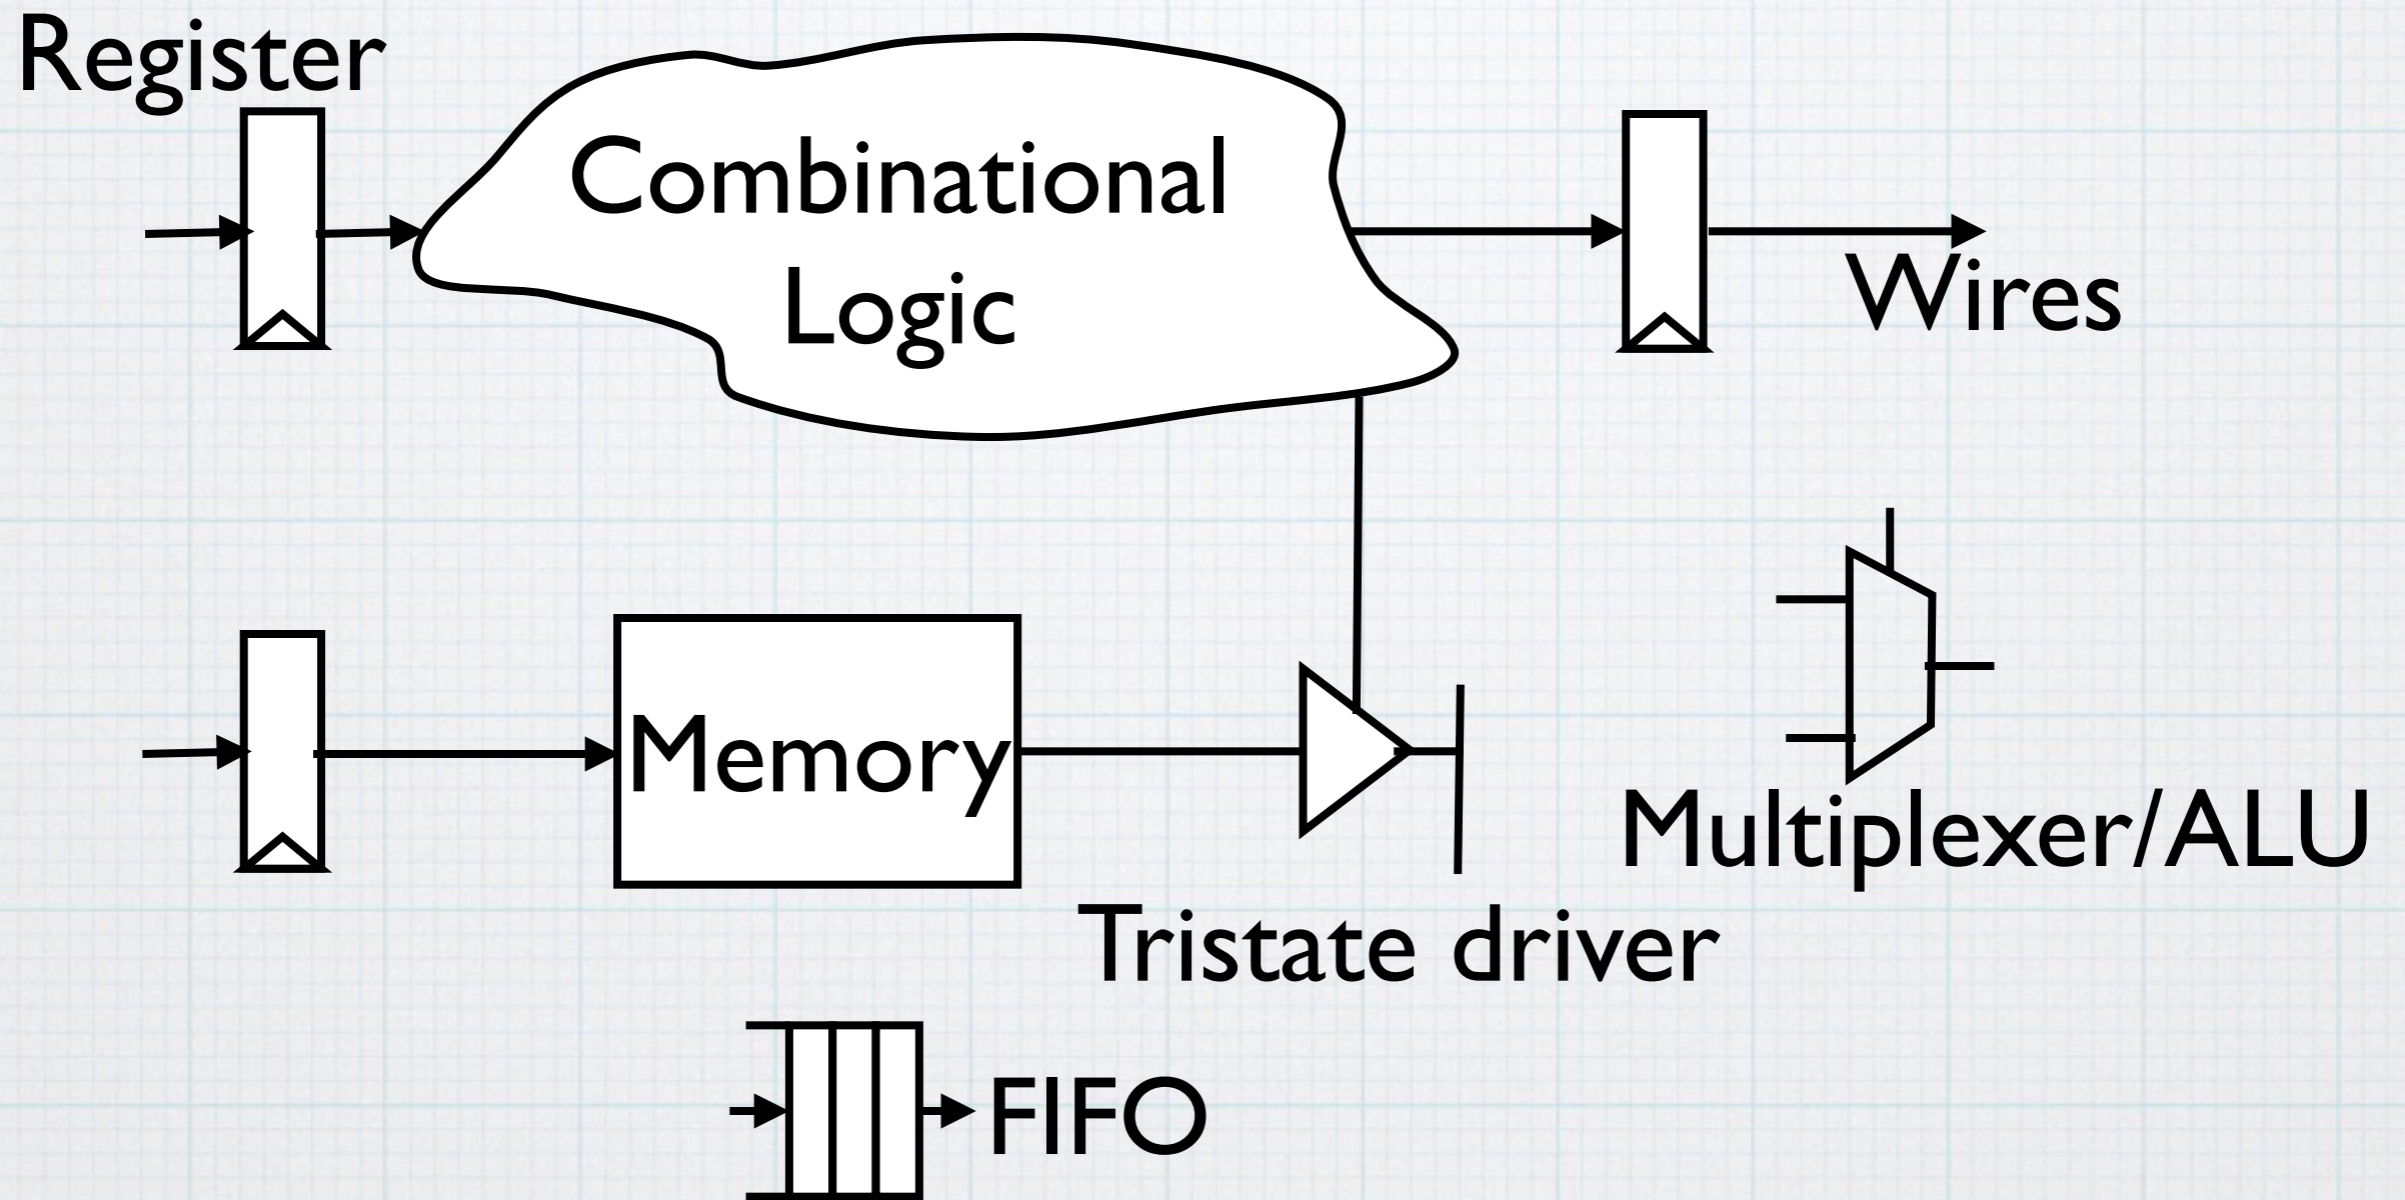 Register
Combinational
Logic
Wires
Memory
Multiplexer/ALU
Tristate driver
FIFO